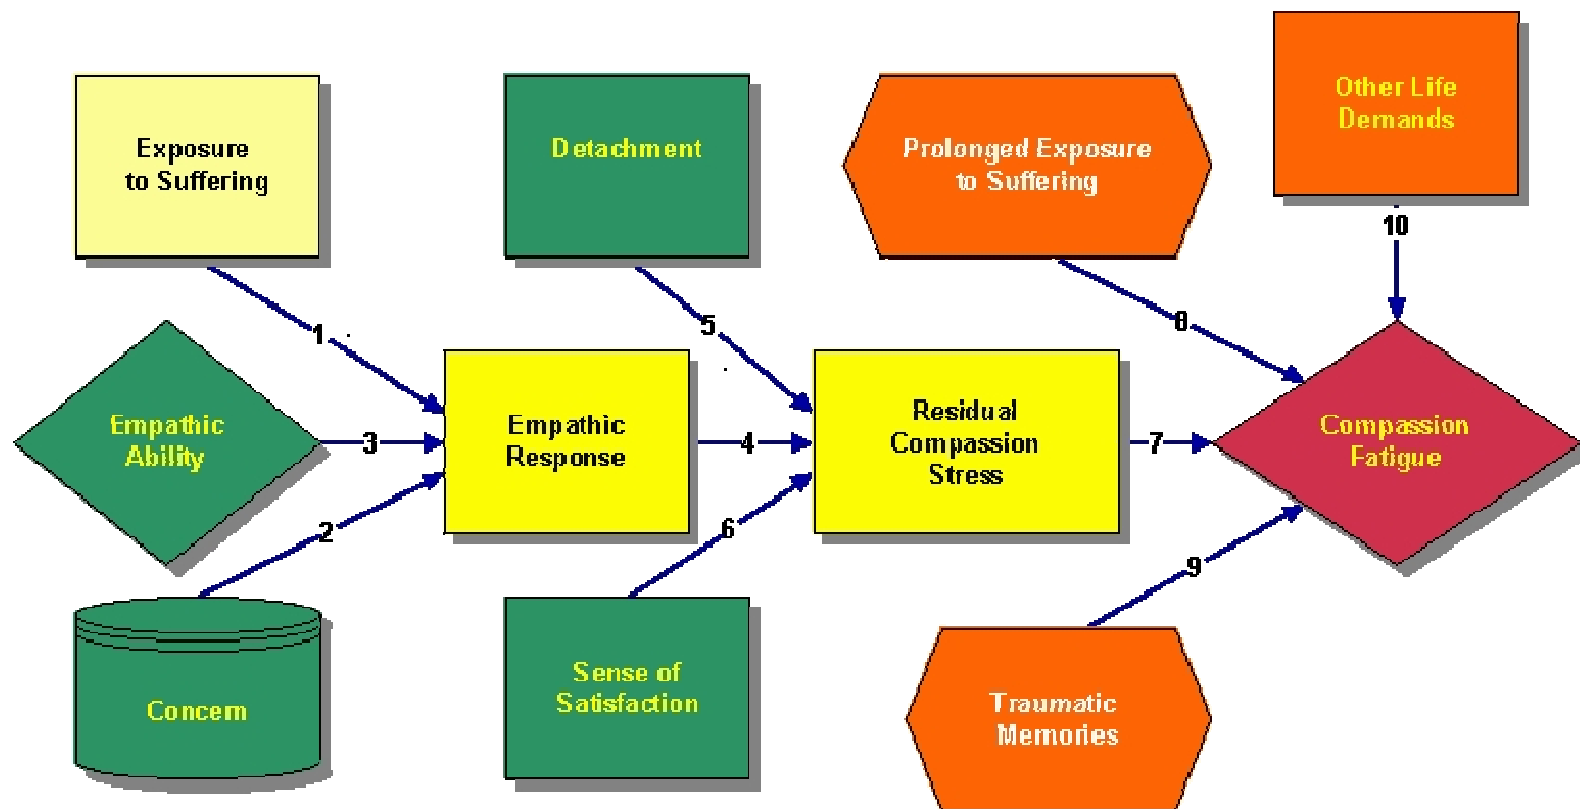 Exposure
to Suffering
Detachment
Prolonged Exposure
to Suffering
Other Life
Demands
10
1
5
8
Empathic
Ability
3
Empathic
Response
4
Residual
Compassion
Stress
7
Compassion
Fatigue
2
6
9
Concern
Sense of
Satisfaction
Traumatic
Memories